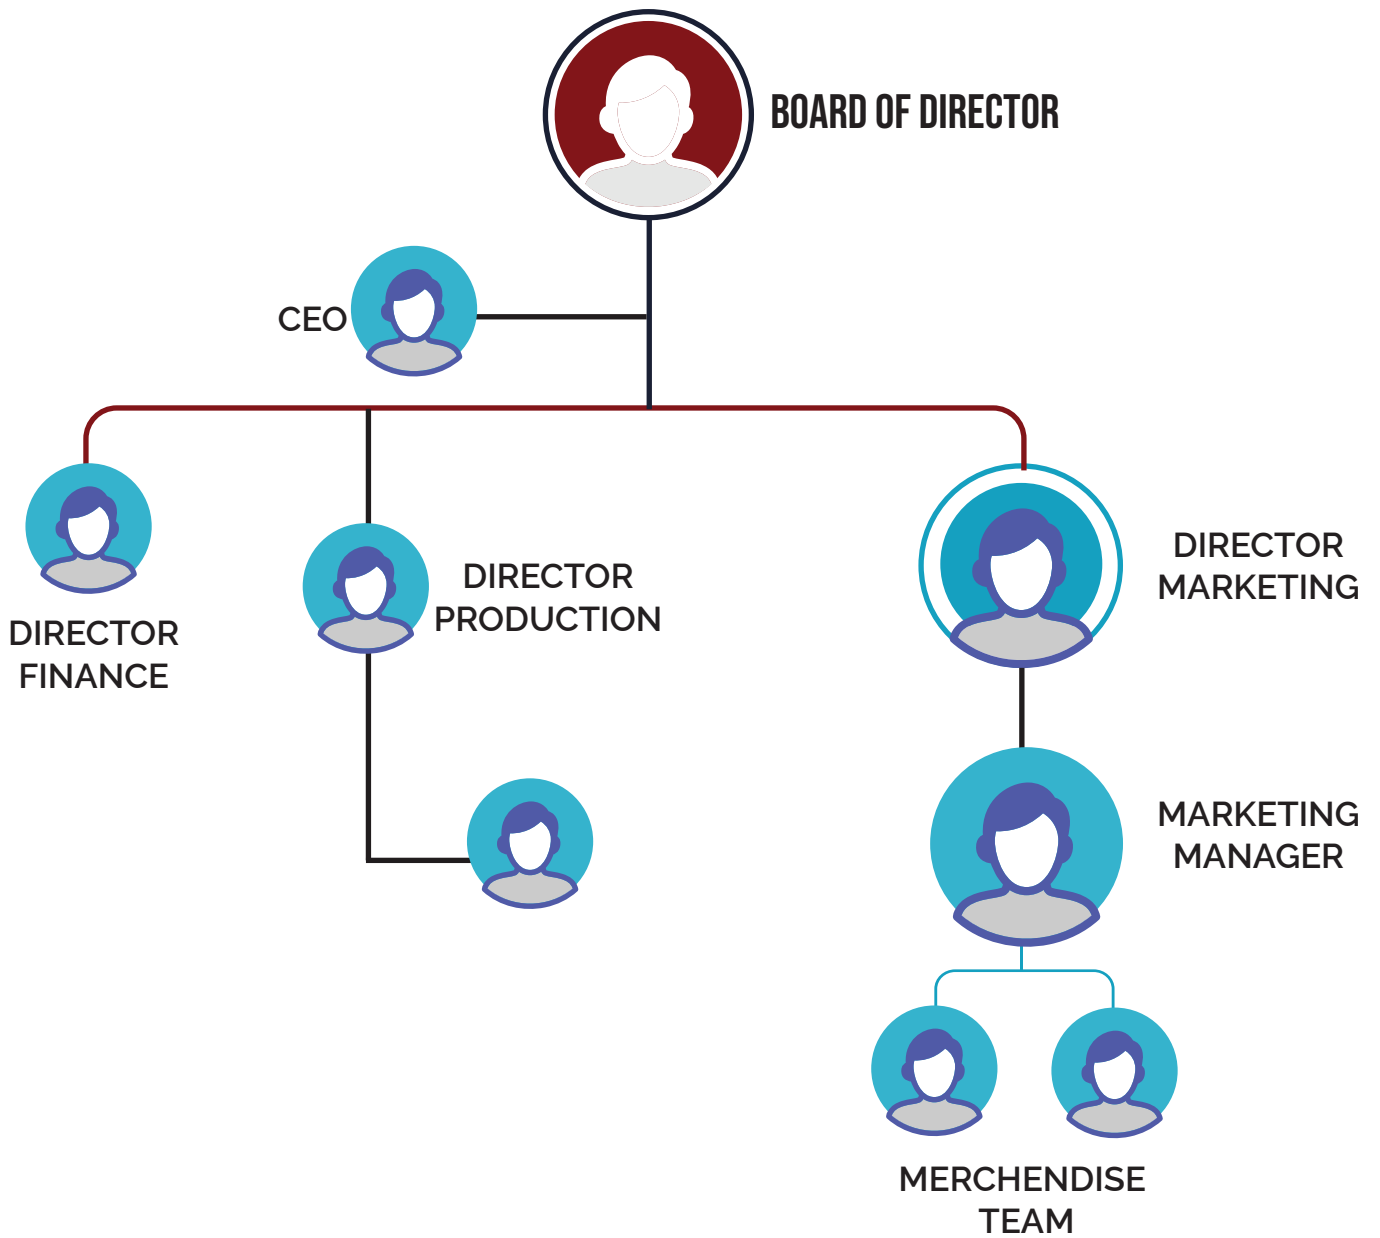 BOARD OF DIRECTOR
CEO
DIRECTOR
FINANCE
DIRECTOR
PRODUCTION
DIRECTOR
MARKETING
MARKETING
MANAGER
MERCHENDISE
TEAM